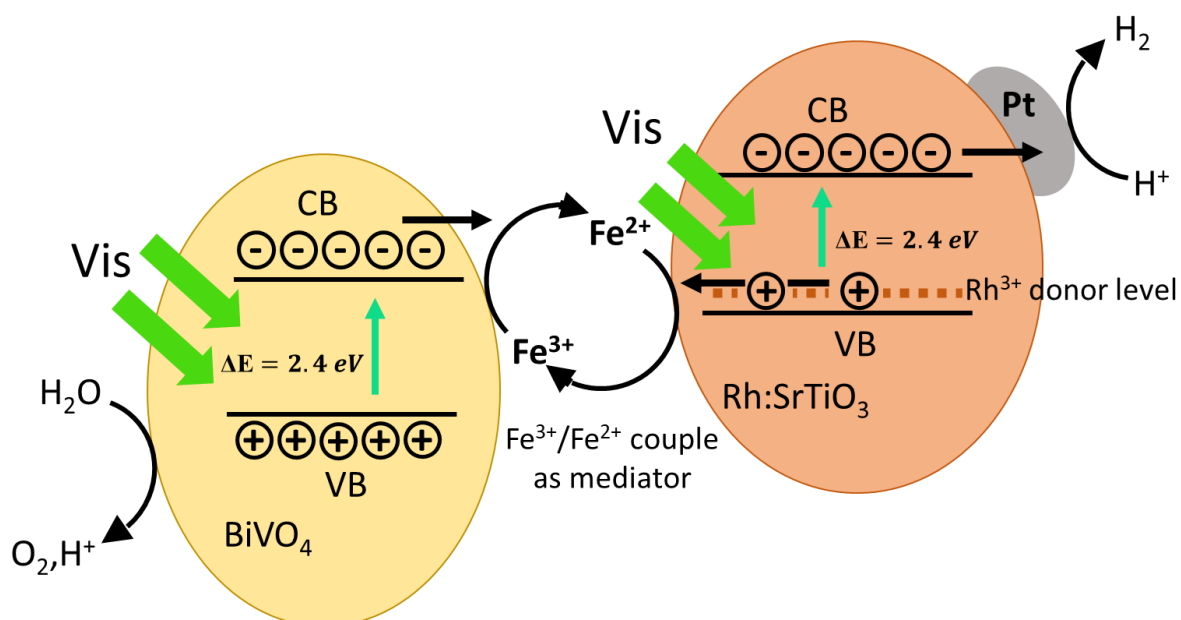 H₂
Pt
CB
Vis
H⁺
CB
Fe²⁺
ΔE = 2.4 eV
Vis
Rh³⁺ donor level
Fe³⁺
VB
ΔE = 2.4 eV
H₂O
Rh:SrTiO₃
Fe³⁺/Fe²⁺ couple
as mediator
VB
BiVO₄
O₂,H⁺